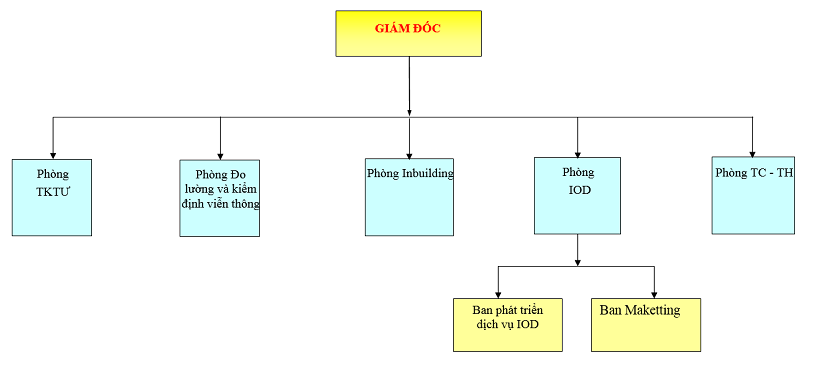 GIÁM ĐỐC
Phòng
TKTƯ
Phòng Đo
lường và kiểm
định viễn thông
Phòng Inbuilding
Phòng
IOD
Phòng TC - TH
Ban phát triển
dịch vụ IOD
Ban Maketting